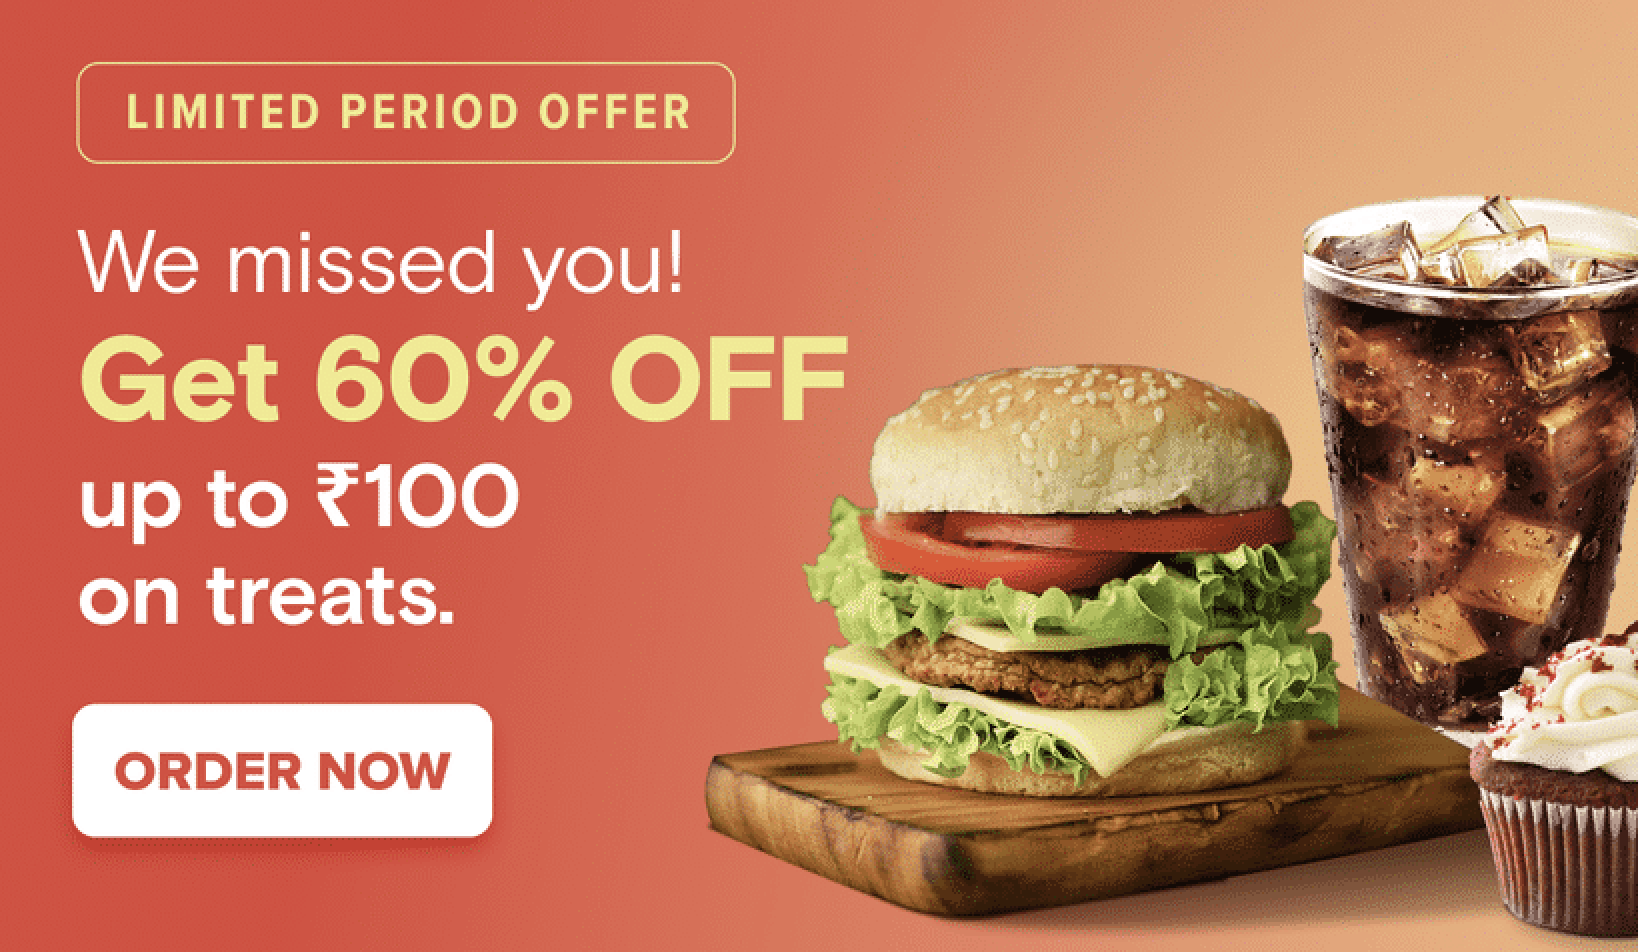 LIMITED PERIOD OFFER
We missed you!
Get 60% OFF
up to ₹100
on treats.
ORDER NOW